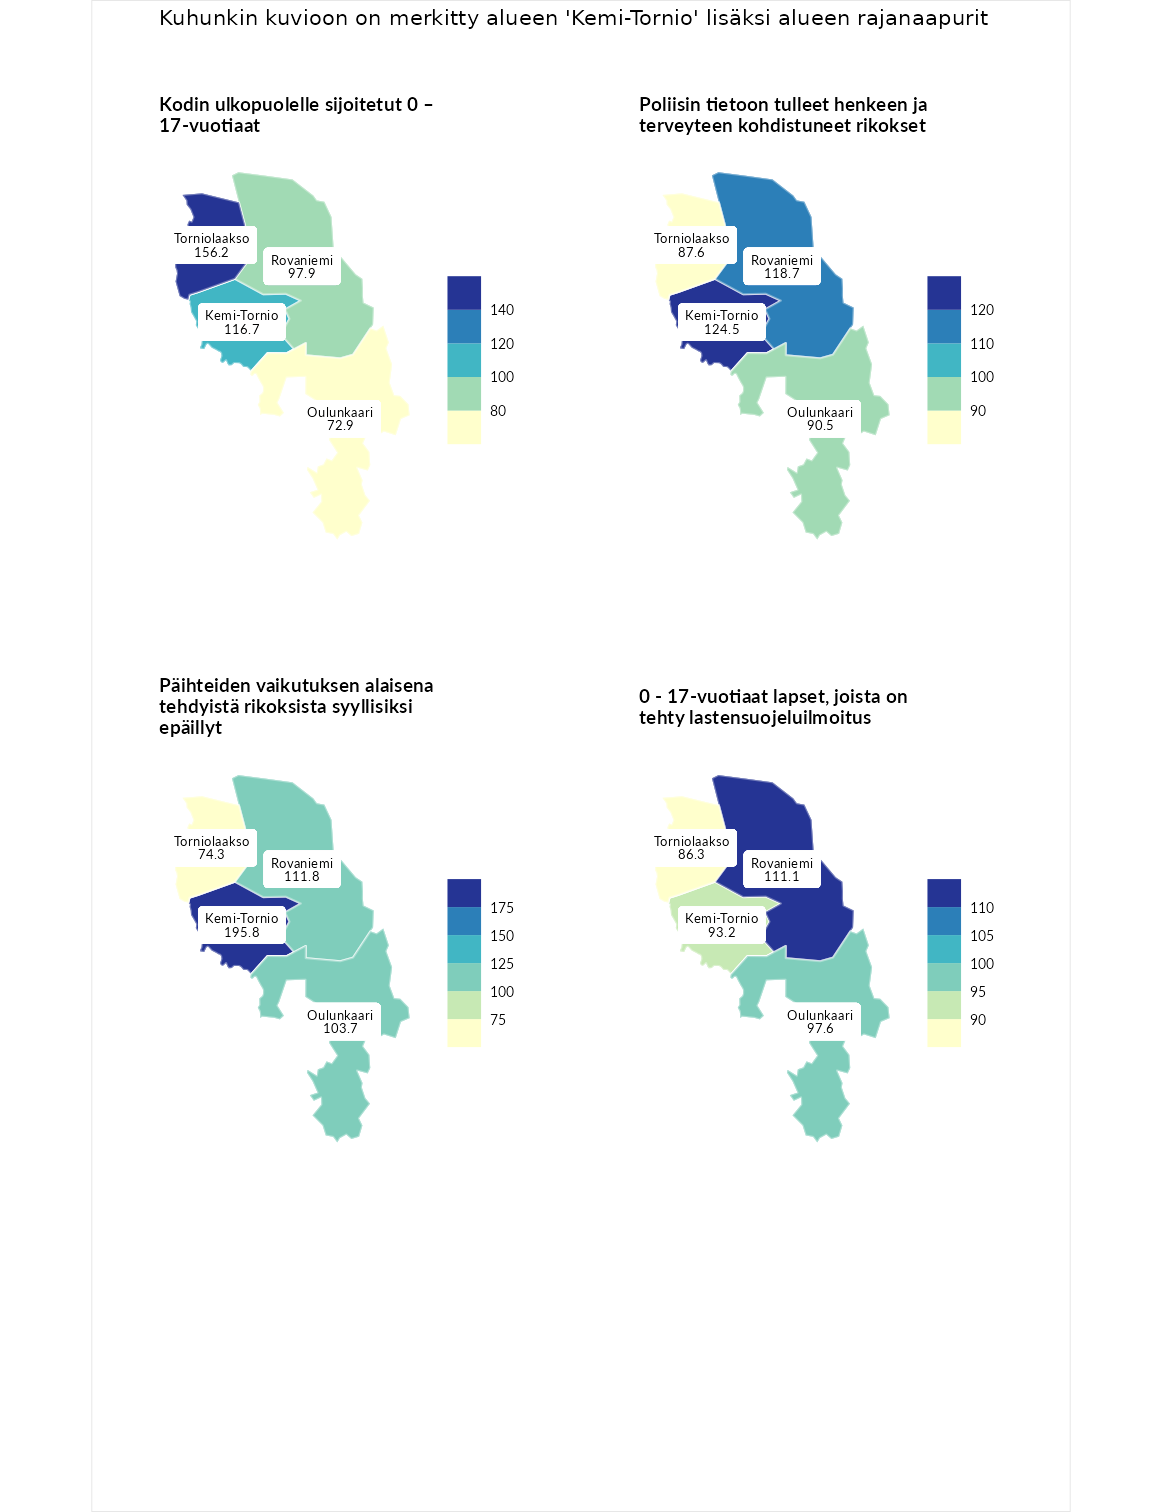 Kuhunkin kuvioon on merkitty alueen 'Kemi-Tornio' lisäksi alueen rajanaapurit
Kodin ulkopuolelle sijoitetut 0 –
17-vuotiaat
Torniolaakso
156.2
Rovaniemi
97.9
Kemi-Tornio
116.7
Oulunkaari
72.9
140
120
100
80
Poliisin tietoon tulleet henkeen ja
terveyteen kohdistuneet rikokset
Torniolaakso
87.6
Rovaniemi
118.7
Kemi-Tornio
124.5
Oulunkaari
90.5
120
110
100
90
Päihteiden vaikutuksen alaisena
tehdyistä rikoksista syyllisiksi
epäillyt
Torniolaakso
74.3
Rovaniemi
111.8
Kemi-Tornio
195.8
Oulunkaari
103.7
175
150
125
100
75
0 - 17-vuotiaat lapset, joista on
tehty lastensuojeluilmoitus
Torniolaakso
86.3
Rovaniemi
111.1
Kemi-Tornio
93.2
Oulunkaari
97.6
110
105
100
95
90